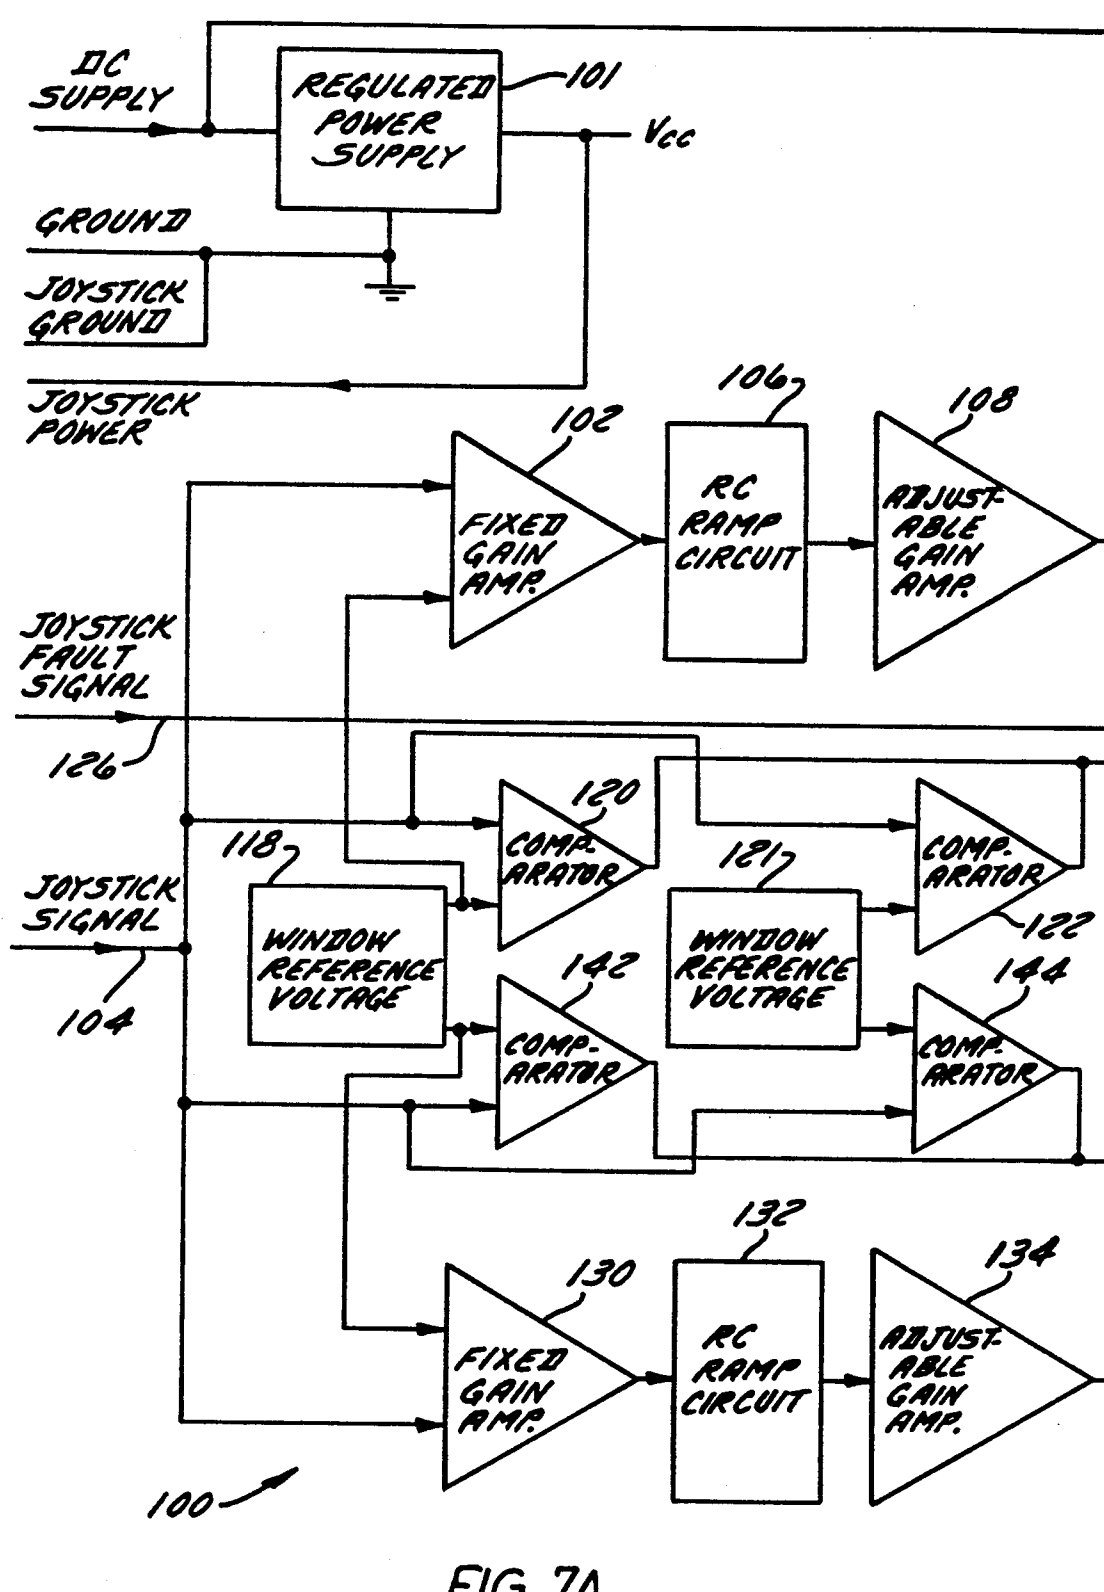 DC
SUPPLY
REGULATED
POWER
SUPPLY
101
VCC
GROUND
JOYSTICK
GROUND
JOYSTICK
POWER
102
FIXED
GAIN
AMP.
106
RC
RAMP
CIRCUIT
108
ADJUST-
ABLE
GAIN
AMP.
JOYSTICK
FAULT
SIGNAL
126
118
120
COMP-
ARATOR
121
COMP-
ARATOR
122
JOYSTICK
SIGNAL
104
WINDOW
REFERENCE
VOLTAGE
142
COMP-
ARATOR
WINDOW
REFERENCE
VOLTAGE
144
COMP-
ARATOR
130
FIXED
GAIN
AMP.
132
RC
RAMP
CIRCUIT
134
ADJUST-
ABLE
GAIN
AMP.
100
FIG. 7A